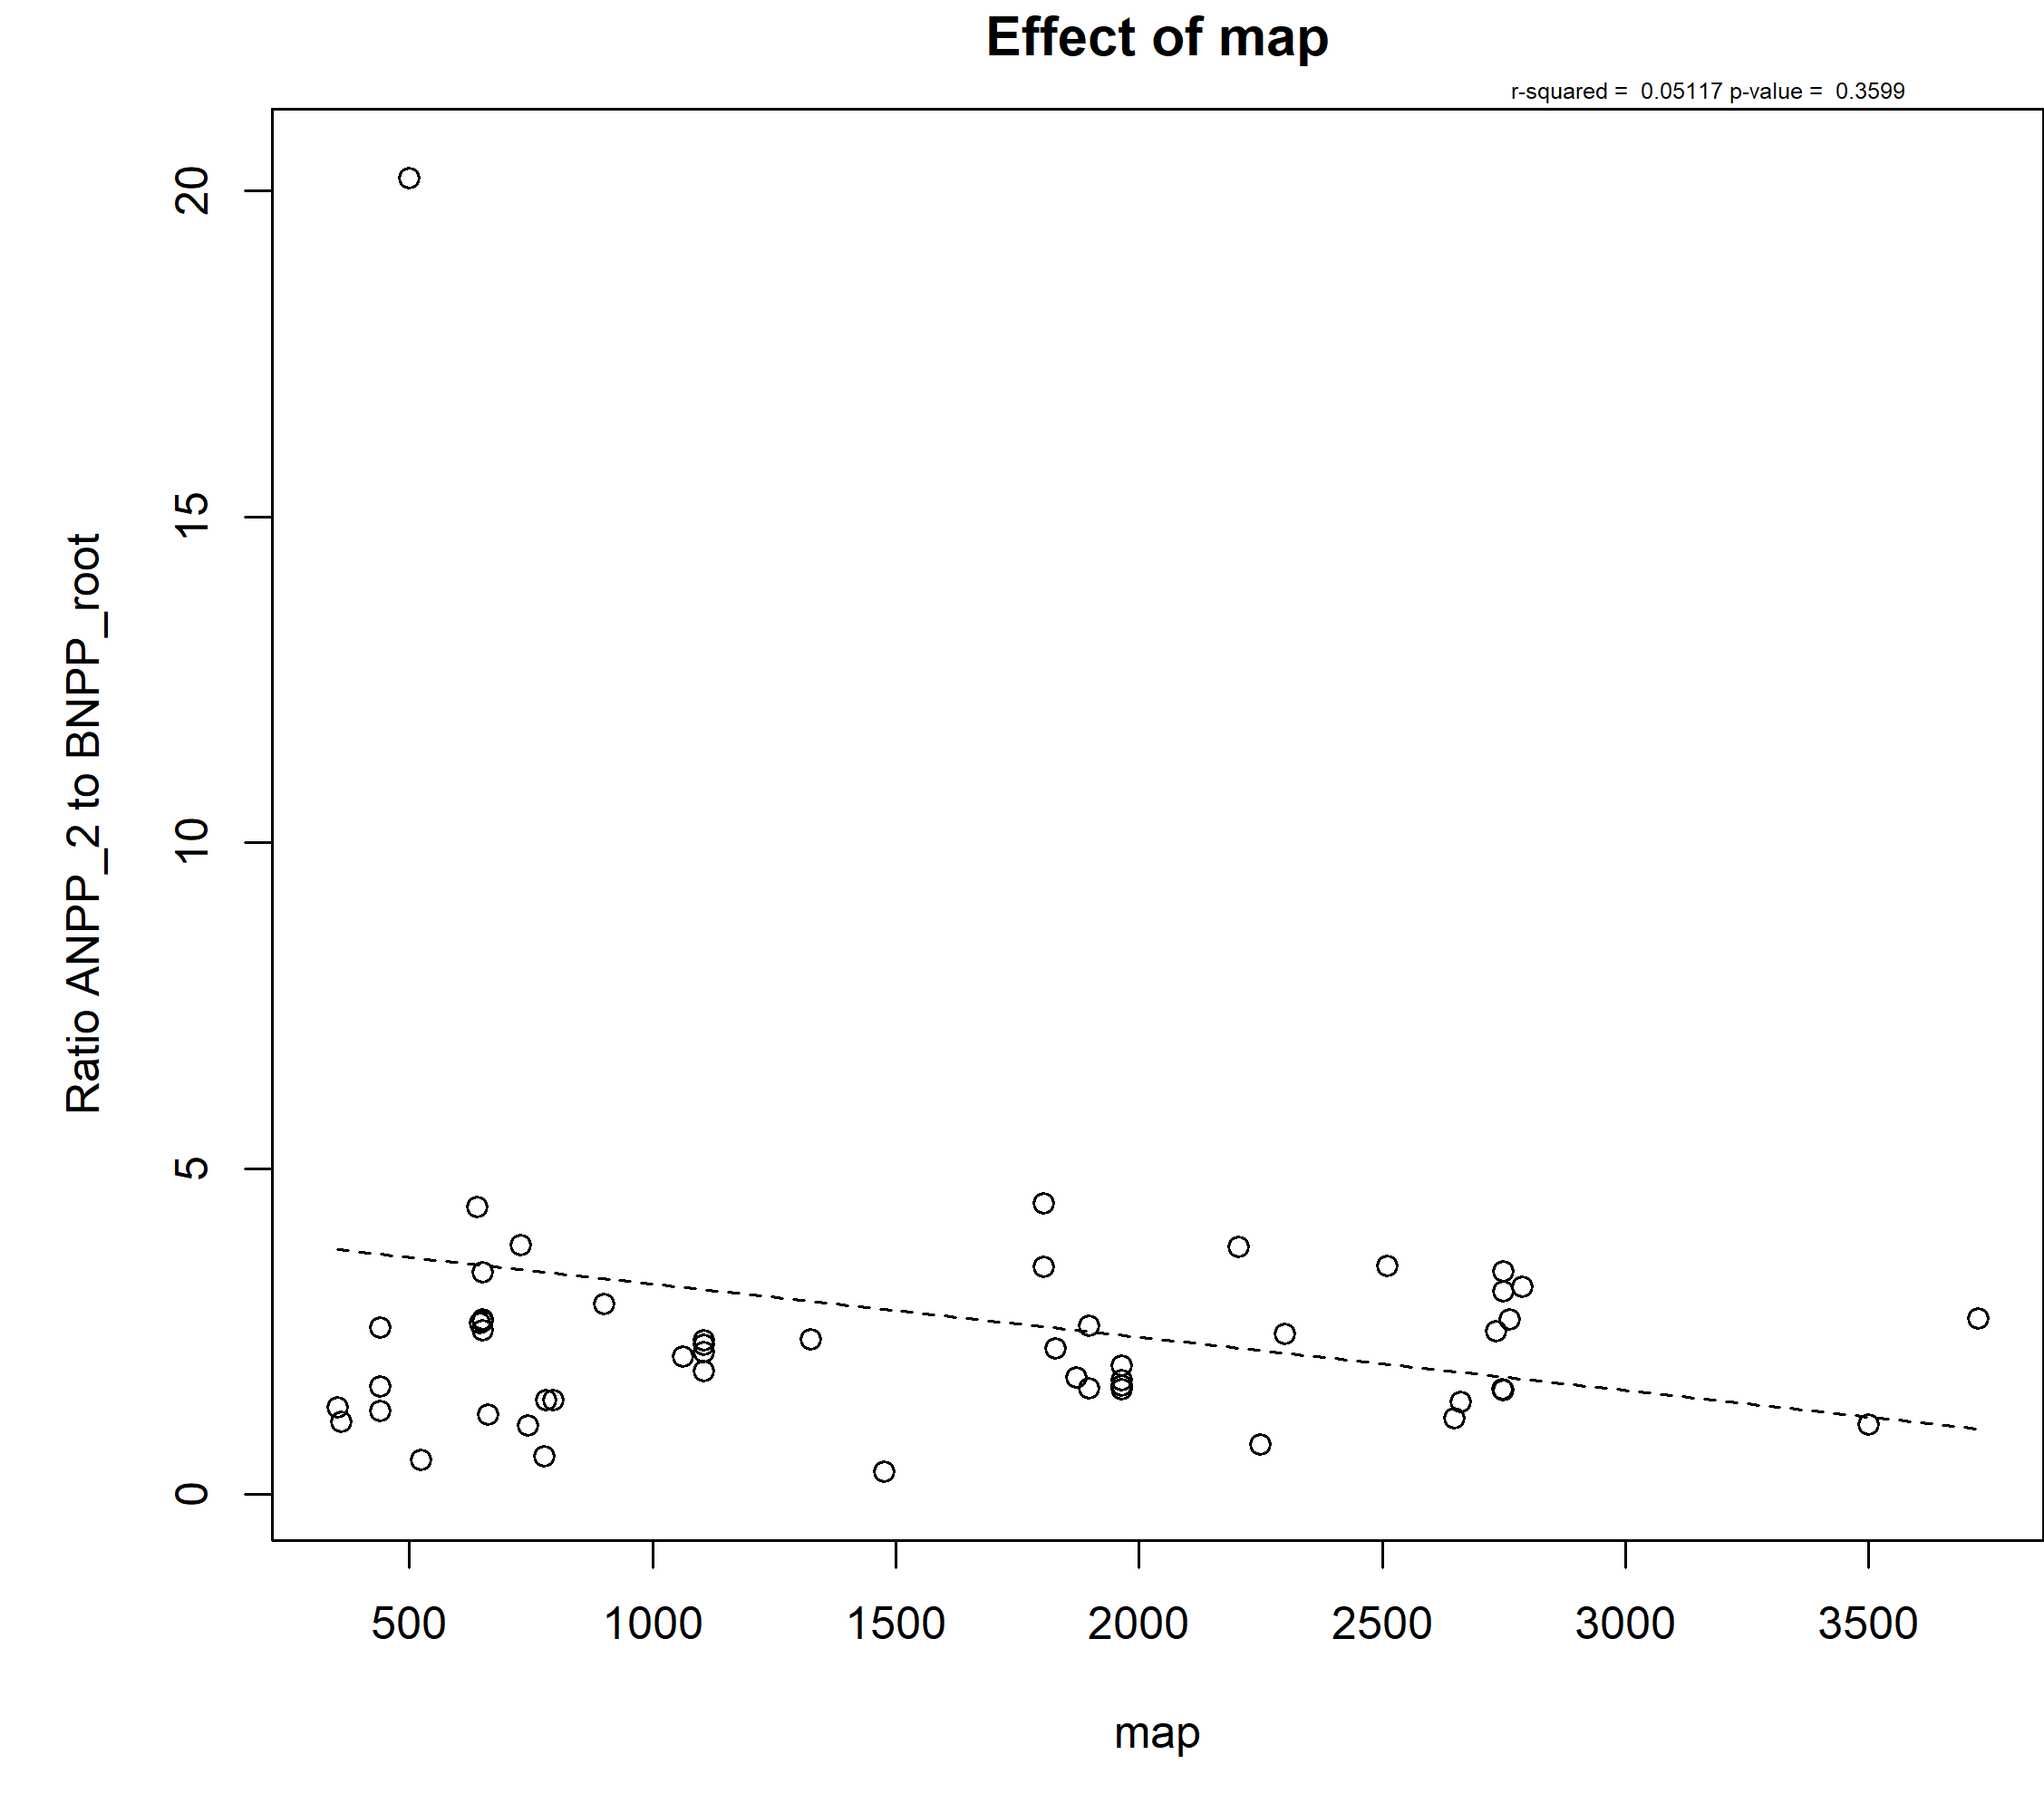 Effect of map
r-squared = 0.05117 p-value = 0.3599
Ratio ANPP_2 to BNPP_root
20
15
10
5
0
500 1000 1500 2000 2500 3000 3500
map